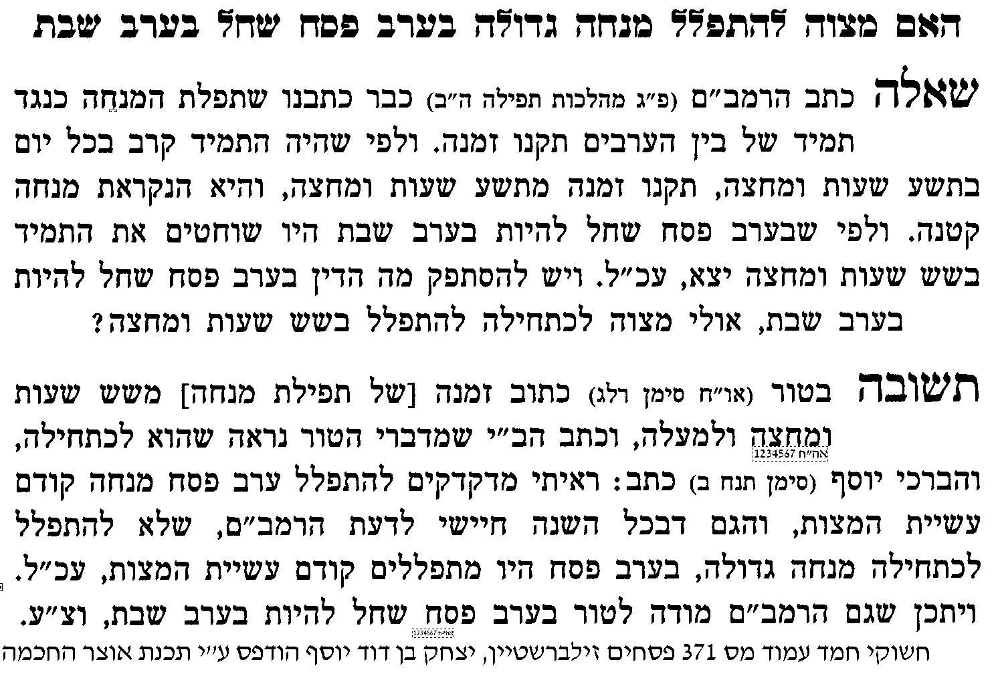 האם מצוה להתפלל מנחה גדולה בערב פסח שחל בערב שבת
שאלה כתב הרמב״ם (פ״ג מהלכות תפילה ה״ב) כבר כתבנו שתפלת המנחה כנגד
תמיד של בין הערבים תקנו זמנה. ולפי שהיה התמיד קרב בכל יום
בתשע שעות ומחצה, תקנו זמנה מתשע שעות ומחצה, והיא הנקראת מנחה
קטנה. ולפי שבערב פסח שחל להיות בערב שבת היו שוחטים את התמיד
בשש שעות ומחצה יצא, עכ״ל. ויש להסתפק מה הדין בערב פסח שחל להיות
בערב שבת, אולי מצוה לכתחילה להתפלל בשש שעות ומחצה?
תשובה בטור (או״ח סימן רלג) כתוב זמנה [של תפילת מנחה] משש שעות
ומחצה ולמעלה, וכתב הב״י שמדברי הטור נראה שהוא לכתחילה,
אה״ח 1234567
והברכי יוסף (סימן תנח ב) כתב: ראיתי מדקדקים להתפלל ערב פסח מנחה קודם
עשיית המצות, והגם דבכל השנה חיישי לדעת הרמב״ם, שלא להתפלל
לכתחילה מנחה גדולה, בערב פסח היו מתפללים קודם עשיית המצות, עכ״ל.
ויתכן שגם הרמב״ם מודה לטור בערב פסח שחל להיות בערב שבת, וצ״ע.
אה״ח 1234567
חשוקי חמד עמוד מס 371 פסחים זילברשטיין, יצחק בן דוד יוסף הודפס ע״י תכנת אוצר החכמה